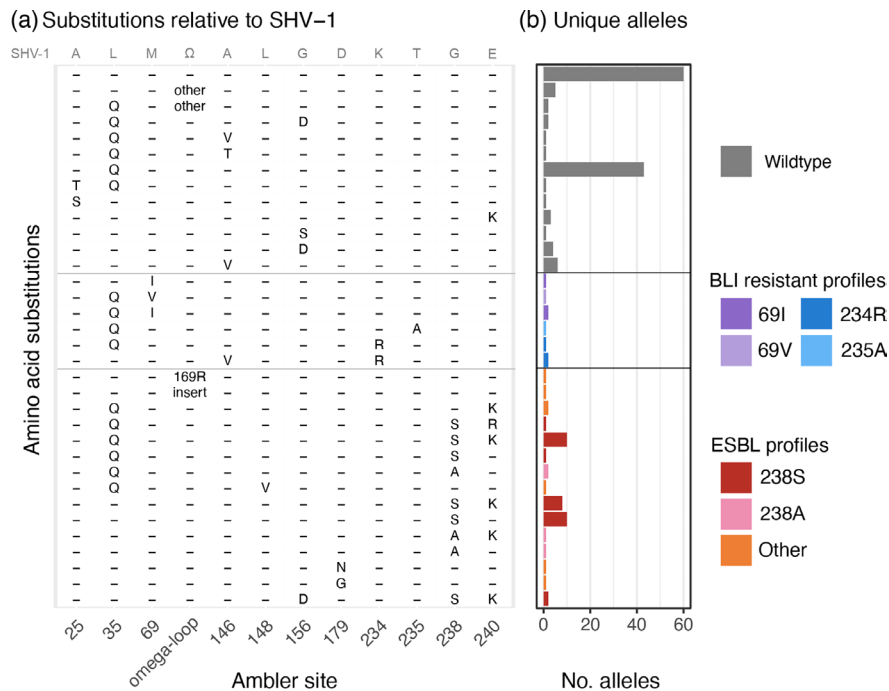 (a) Substitutions relative to SHV−1
(b) Unique alleles
SHV-1 A L M Ω A L G D K T G E
– – – – – – – – – – – –
– – – other – – – – – – – –
– Q – other – – – – – – – –
– Q – – – – D – – – – –
– Q – – V – – – – – – –
– Q – – T – – – – – – –
– Q – – – – – – – – – –
T Q – – – – – – – – – –
S – – – – – – – – – – –
– – – – – – – – – – – K
– – – – – – S – – – – –
– – – – – – D – – – – –
– – – – V – – – – – – –
– – I – – – – – – – – –
– Q V – – – – – – – – –
– Q I – – – – – – – – –
– Q – – – – – – – A – –
– Q – – – – – – R – – –
– – – – V – – – R – – –
– – – 169R – – – – – – – –
– – – insert – – – – – – – –
– Q – – – – – – – – – K
– Q – – – – – – – – S R
– Q – – – – – – – – S K
– Q – – – – – – – – S –
– Q – – – – – – – – A –
– Q – – – V – – – – – –
– – – – – – – – – – S K
– – – – – – – – – – S –
– – – – – – – – – – A K
– – – – – – – – – – A –
– – – – – – – N – – – –
– – – – – – – G – – – –
– – – – – – D – – – S K
25 35 69 omega-loop 146 148 156 179 234 235 238 240
Ambler site
Amino acid substitutions
0 20 40 60
No. alleles
Wildtype
BLI resistant profiles
69I 234R
69V 235A
ESBL profiles
238S
238A
Other